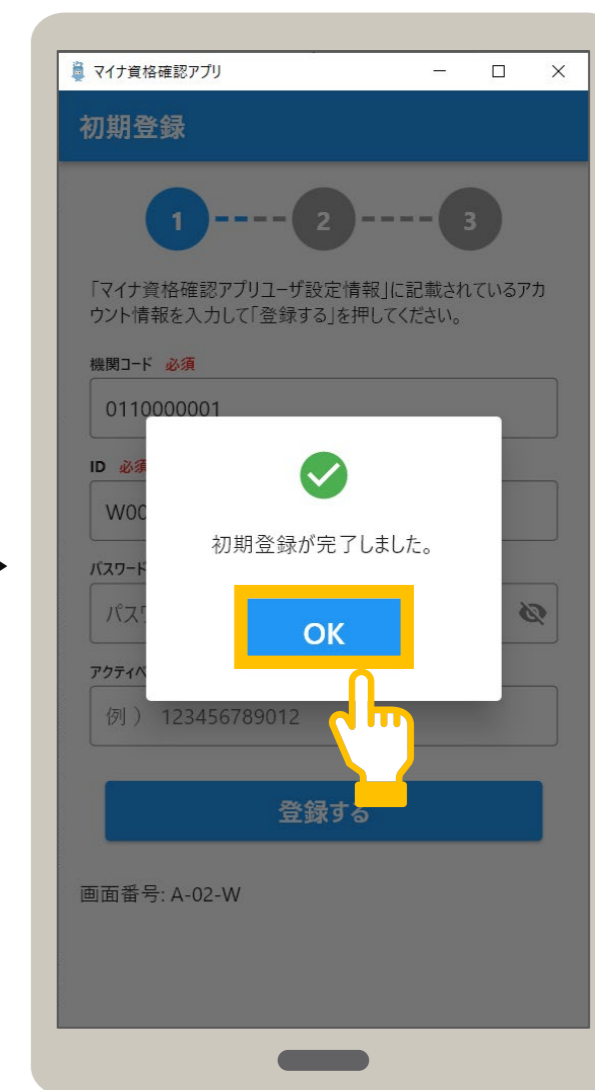 マイナ資格確認アプリ
初期登録
1 2 3
「マイナ資格確認アプリユーザ設定情報」に記載されているアカ
ウント情報を入力して「登録する」を押してください。
機関コード 必須
0110000001
ID 必須
W00
初期登録が完了しました。
パスワード
パスワ
OK
アクティベ
例） 123456789012
登録する
画面番号: A-02-W